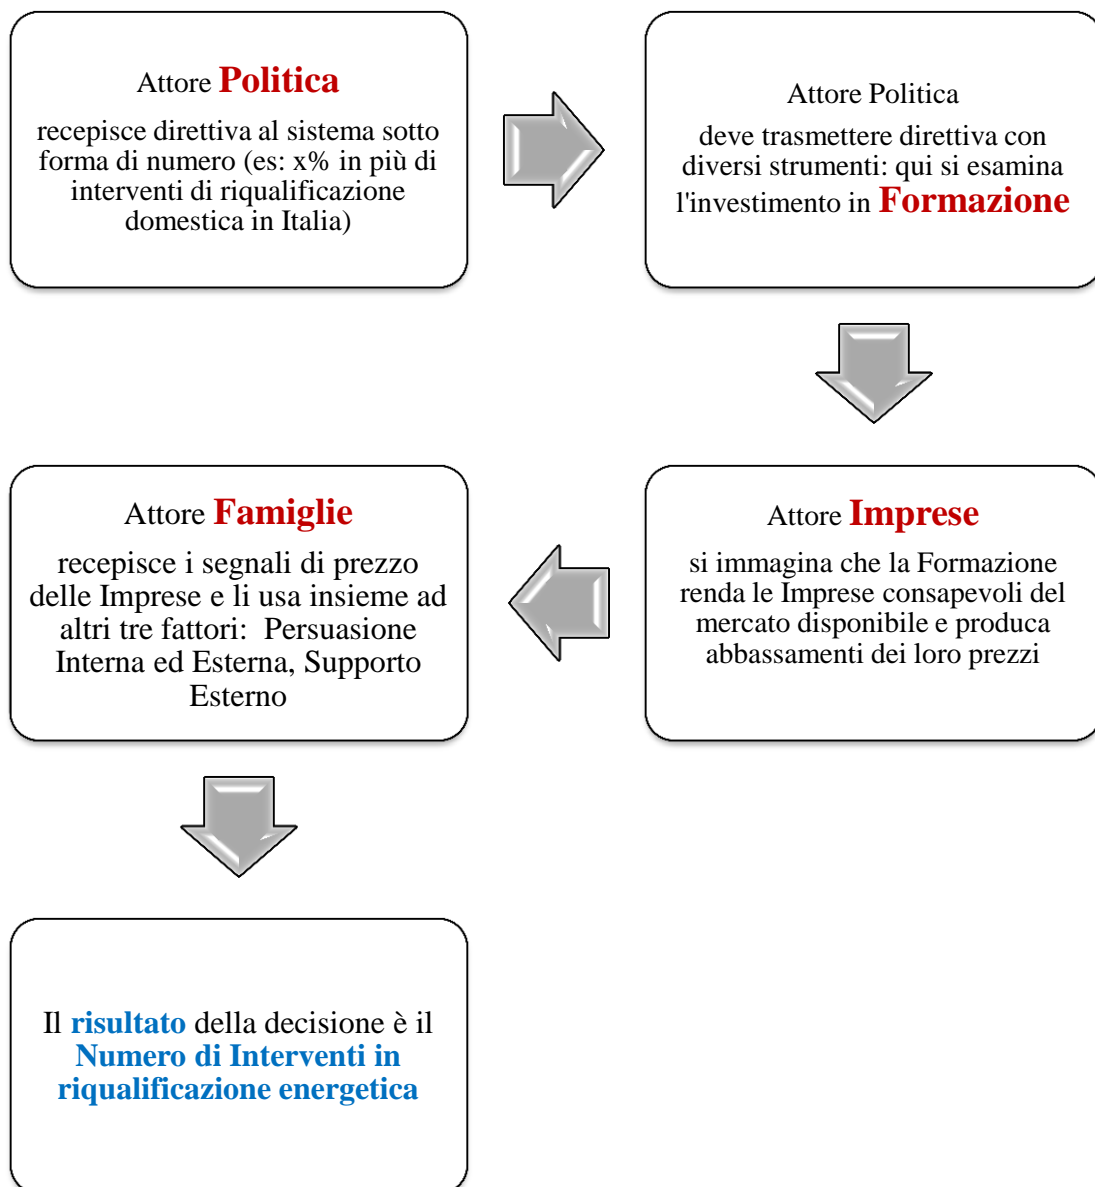 Attore Politica
recepisce direttiva al sistema sotto
forma di numero (es: x% in più di
interventi di riqualificazione
domestica in Italia)
Attore Politica
deve trasmettere direttiva con
diversi strumenti: qui si esamina
l'investimento in Formazione
Attore Imprese
si immagina che la Formazione
renda le Imprese consapevoli del
mercato disponibile e produca
abbassamenti dei loro prezzi
Attore Famiglie
recepisce i segnali di prezzo
delle Imprese e li usa insieme ad
altri tre fattori: Persuasione
Interna ed Esterna, Supporto
Esterno
Il risultato della decisione è il
Numero di Interventi in
riqualificazione energetica